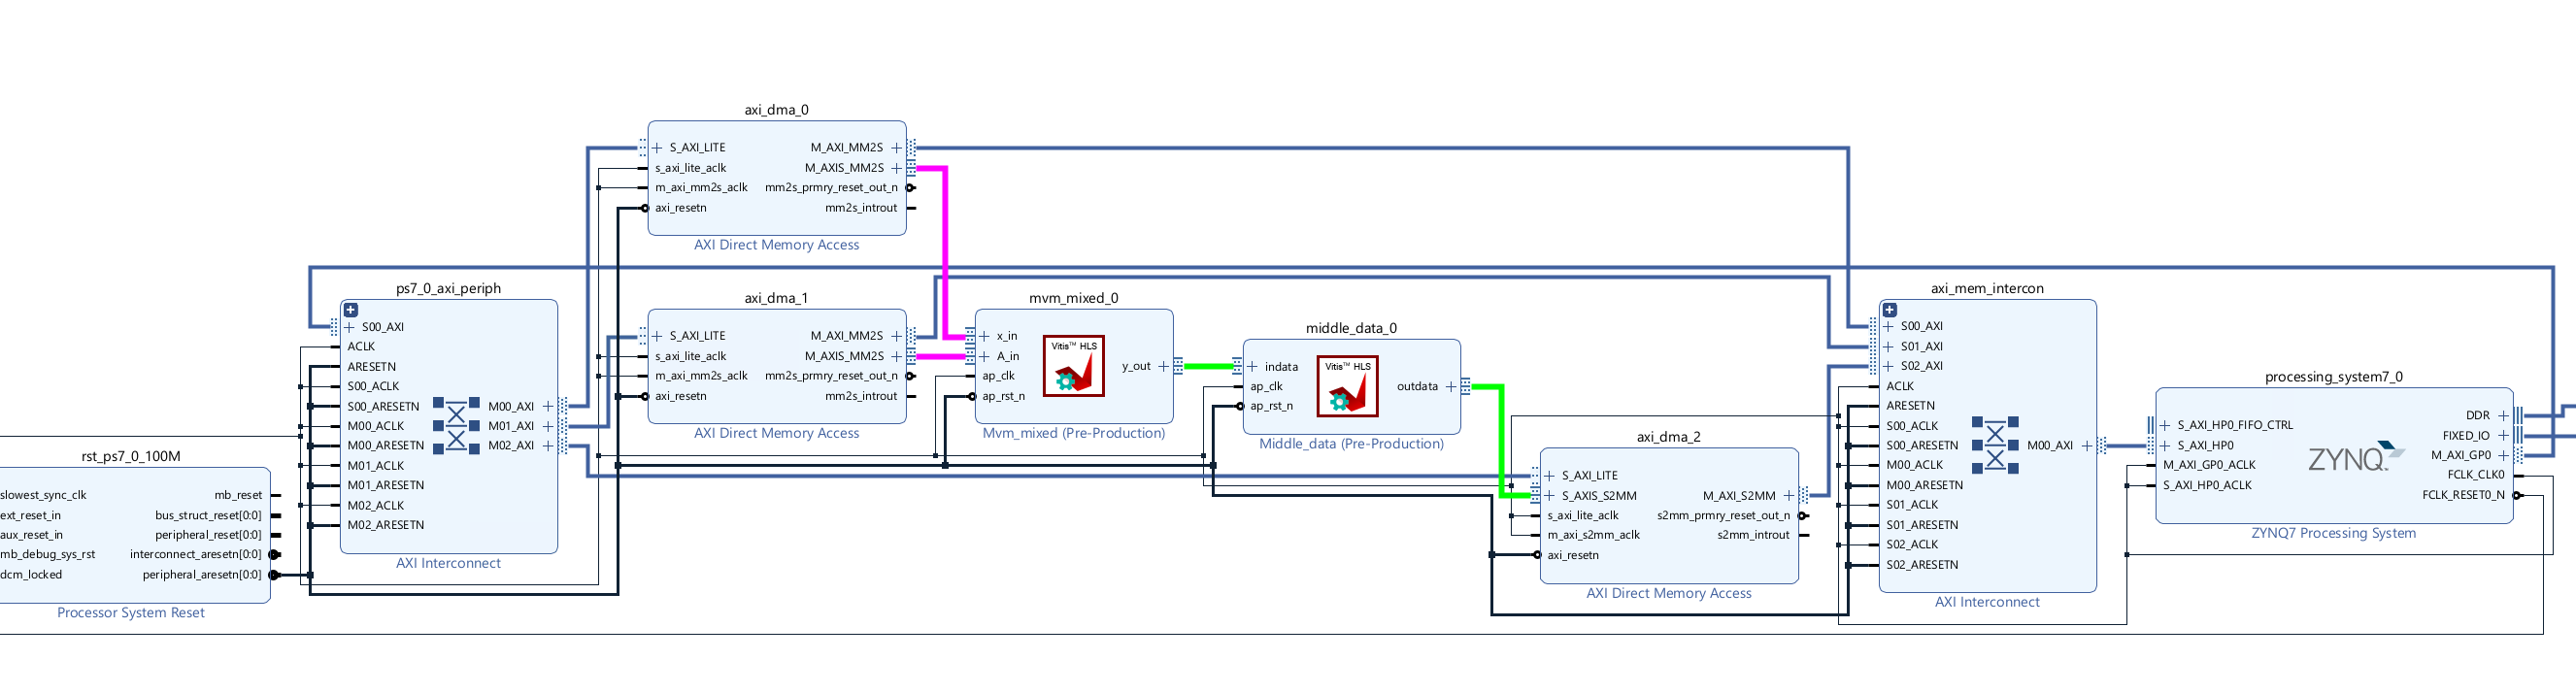 axi_dma_0
S_AXI_LITE
s_axi_lite_aclk
m_axi_mm2s_aclk
axi_resetn
M_AXI_MM2S
M_AXIS_MM2S
mm2s_prmry_reset_out_n
mm2s_introut
AXI Direct Memory Access
ps7_0_axi_periph
S00_AXI
ACLK
ARESETN
S00_ACLK
S00_ARESETN
M00_ACLK
M00_ARESETN
M01_ACLK
M01_ARESETN
M02_ACLK
M02_ARESETN
M00_AXI
M01_AXI
M02_AXI
AXI Interconnect
rst_ps7_0_100M
slowest_sync_clk
ext_reset_in
aux_reset_in
mb_debug_sys_rst
dcm_locked
mb_reset
bus_struct_reset[0:0]
peripheral_reset[0:0]
interconnect_aresetn[0:0]
peripheral_aresetn[0:0]
Processor System Reset
axi_dma_1
S_AXI_LITE
s_axi_lite_aclk
m_axi_mm2s_aclk
axi_resetn
M_AXI_MM2S
M_AXIS_MM2S
mm2s_prmry_reset_out_n
mm2s_introut
AXI Direct Memory Access
mvm_mixed_0
x_in
A_in
ap_clk
ap_rst_n
Vitis™ HLS
y_out
Mvm_mixed (Pre-Production)
middle_data_0
indata
ap_clk
ap_rst_n
Vitis™ HLS
outdata
Middle_data (Pre-Production)
axi_dma_2
S_AXI_LITE
S_AXIS_S2MM
s_axi_lite_aclk
m_axi_s2mm_aclk
axi_resetn
M_AXI_S2MM
s2mm_prmry_reset_out_n
s2mm_introut
AXI Direct Memory Access
axi_mem_intercon
S00_AXI
S01_AXI
S02_AXI
ACLK
ARESETN
S00_ACLK
S00_ARESETN
M00_ACLK
M00_ARESETN
S01_ACLK
S01_ARESETN
S02_ACLK
S02_ARESETN
M00_AXI
AXI Interconnect
processing_system7_0
S_AXI_HP0_FIFO_CTRL
S_AXI_HP0
M_AXI_GP0_ACLK
S_AXI_HP0_ACLK
ZYNQ
DDR
FIXED_IO
M_AXI_GP0
FCLK_CLK0
FCLK_RESET0_N
ZYNQ7 Processing System